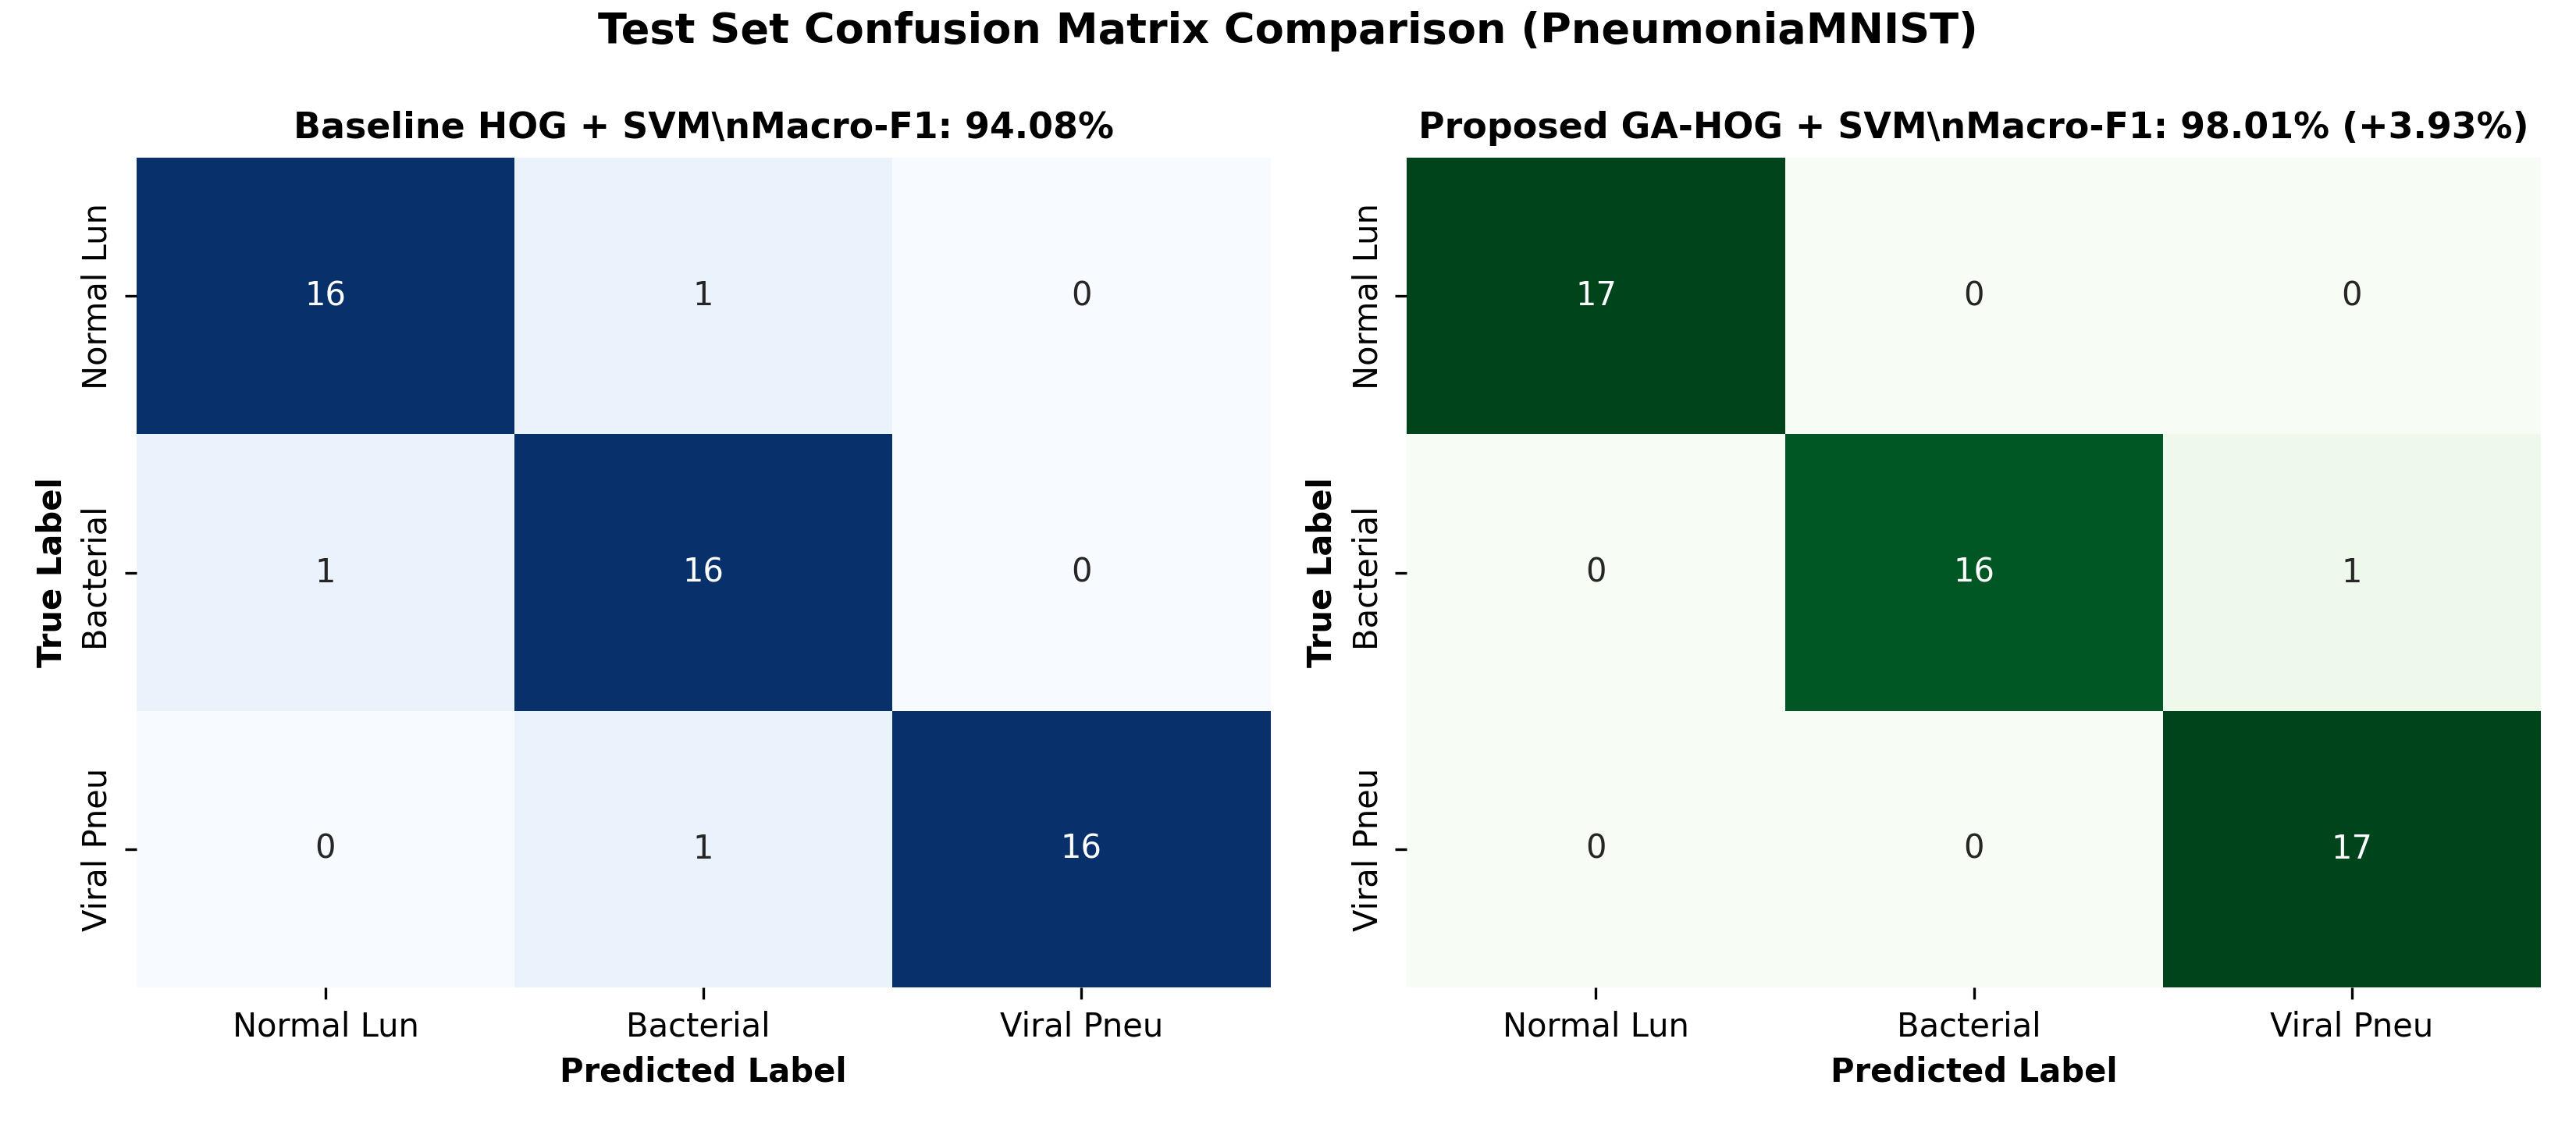 Test Set Confusion Matrix Comparison (PneumoniaMNIST)
Baseline HOG + SVM\nMacro-F1: 94.08%
True Label
Normal Lun
Bacterial
Viral Pneu
16 1 0
1 16 0
0 1 16
Normal Lun Bacterial Viral Pneu
Predicted Label
Proposed GA-HOG + SVM\nMacro-F1: 98.01% (+3.93%)
True Label
Normal Lun
Bacterial
Viral Pneu
17 0 0
0 16 1
0 0 17
Normal Lun Bacterial Viral Pneu
Predicted Label